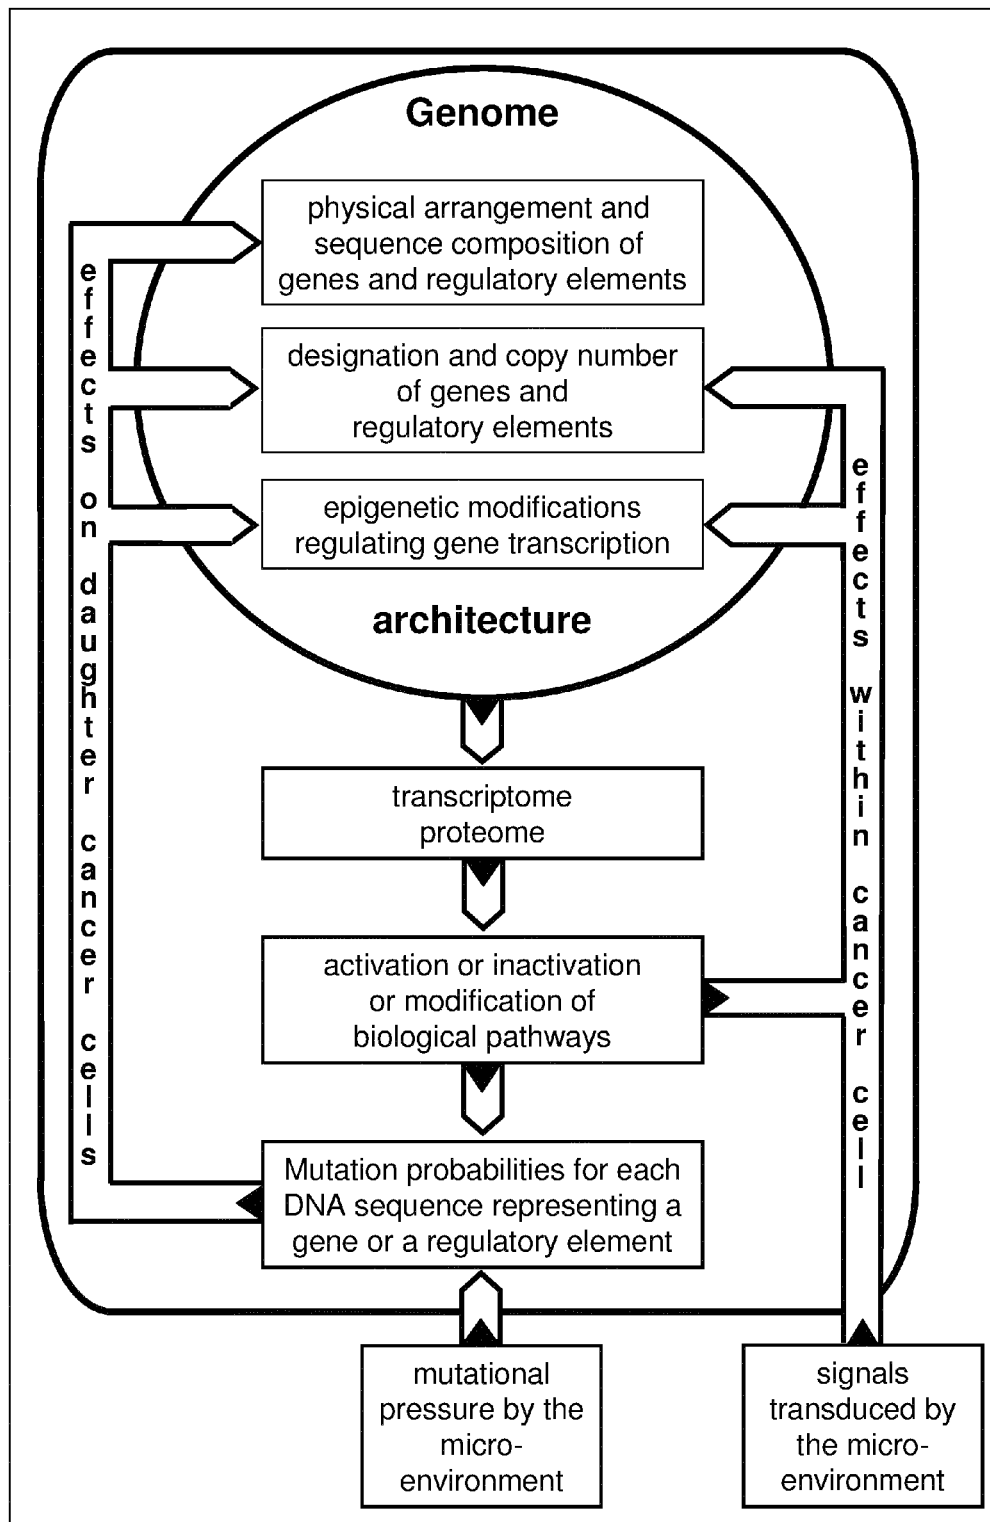 Genome
physical arrangement and
sequence composition of
genes and regulatory elements
designation and copy number
of genes and
regulatory elements
epigenetic modifications
regulating gene transcription
architecture
transcriptome
proteome
activation or inactivation
or modification of
biological pathways
Mutation probabilities for each
DNA sequence representing a
gene or a regulatory element
effects on daughter cancer cells
effects within cancer cell
mutational
pressure by the
micro-
environment
signals
transduced by
the micro-
environment